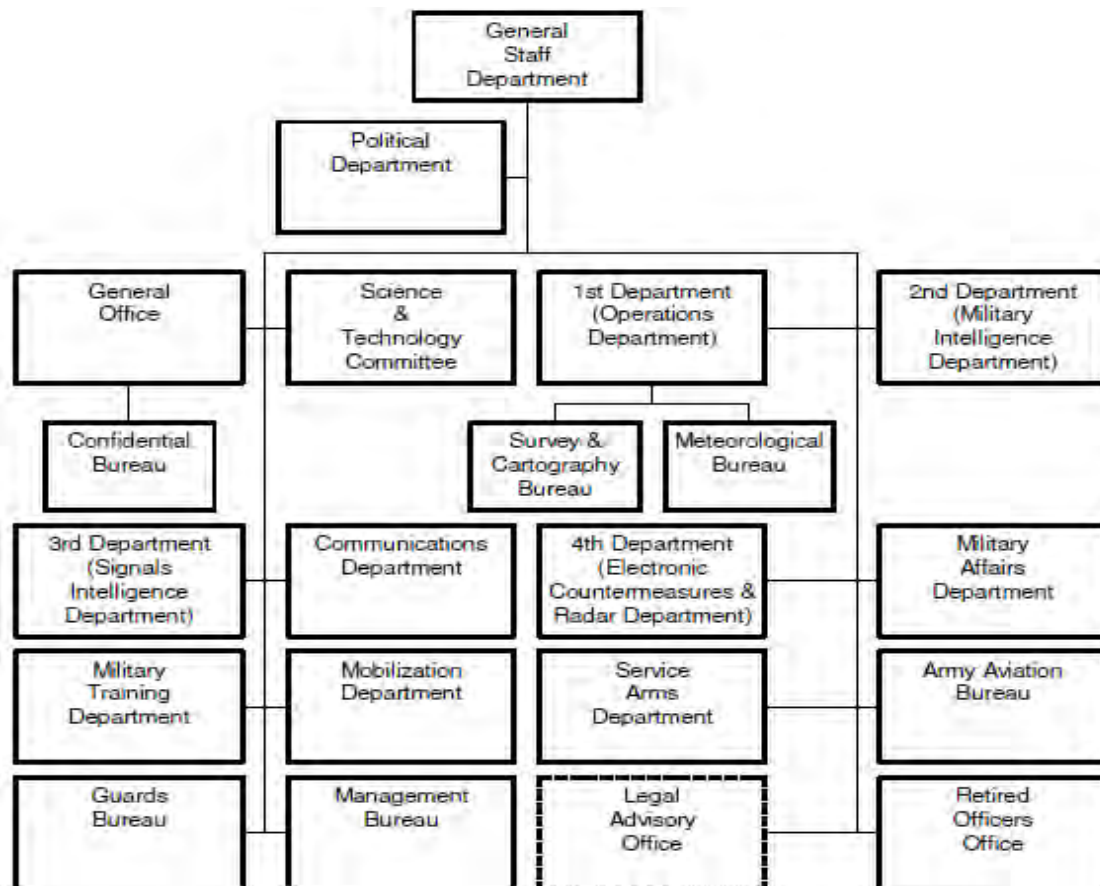 General
Staff
Department
Political
Department
General
Office
Science
&
Technology
Committee
1st Department
(Operations
Department)
2nd Department
(Military
Intelligence
Department)
Confidential
Bureau
Survey &
Cartography
Bureau
Meteorological
Bureau
3rd Department
(Signals
Intelligence
Department)
Communications
Department
4th Department
(Electronic
Countermeasures &
Radar Department)
Military
Affairs
Department
Military
Training
Department
Mobilization
Department
Service
Arms
Department
Army Aviation
Bureau
Guards
Bureau
Management
Bureau
Legal
Advisory
Office
Retired
Officers
Office